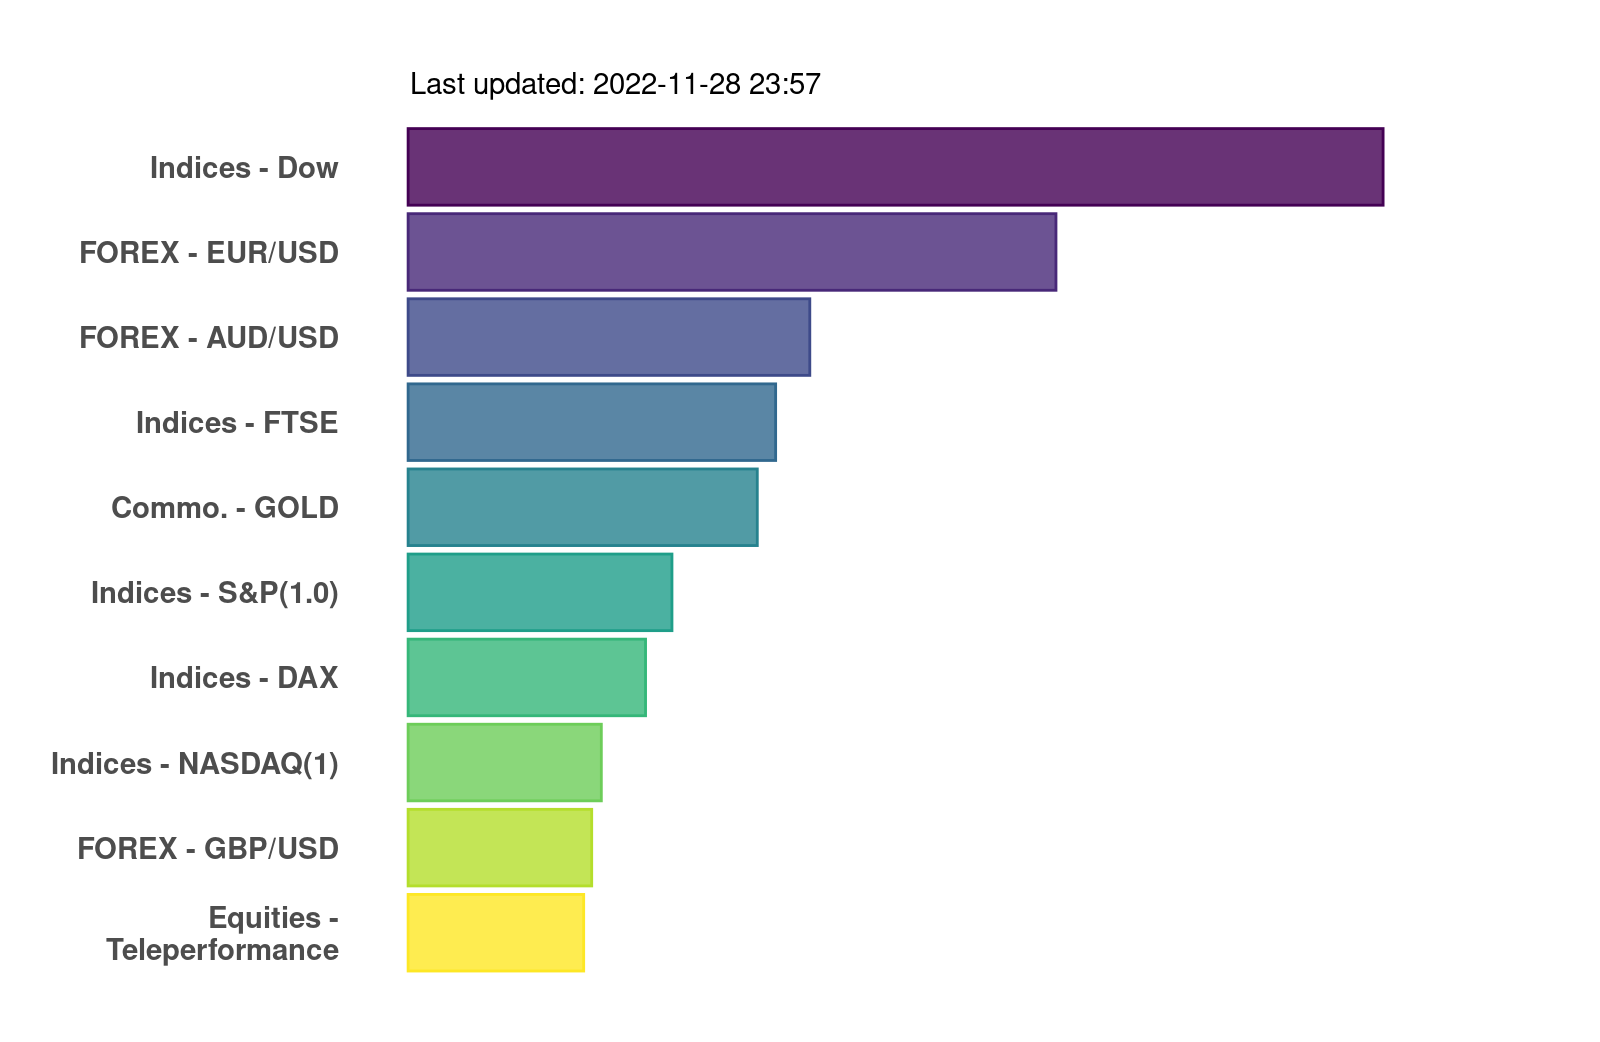 Last updated: 2022-11-28 23:57
Indices - Dow
FOREX - EUR/USD
FOREX - AUD/USD
Indices - FTSE
Commo. - GOLD
Indices - S&P(1.0)
Indices - DAX
Indices - NASDAQ(1)
FOREX - GBP/USD
Equities -
Teleperformance